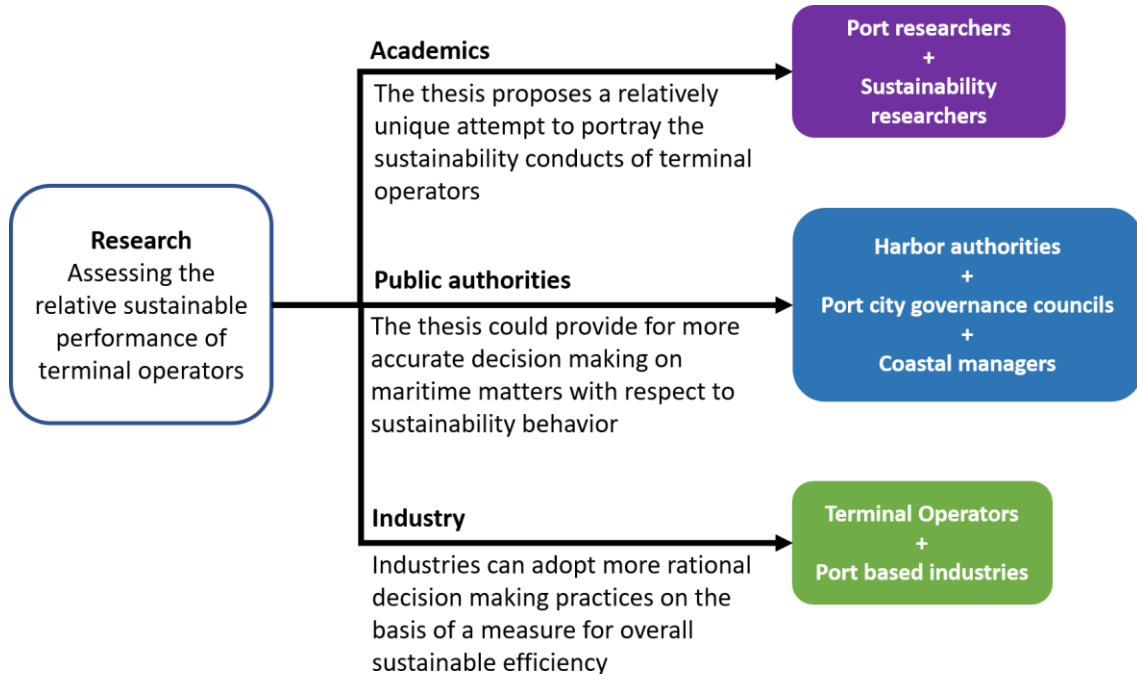 Research
Assessing the
relative sustainable
performance of
terminal operators
Academics
The thesis proposes a relatively
unique attempt to portray the
sustainability conducts of terminal
operators
Port researchers
+
Sustainability
researchers
Public authorities
The thesis could provide for more
accurate decision making on
maritime matters with respect to
sustainability behavior
Harbor authorities
+
Port city governance councils
+
Coastal managers
Industry
Industries can adopt more rational
decision making practices on the
basis of a measure for overall
sustainable efficiency
Terminal Operators
+
Port based industries